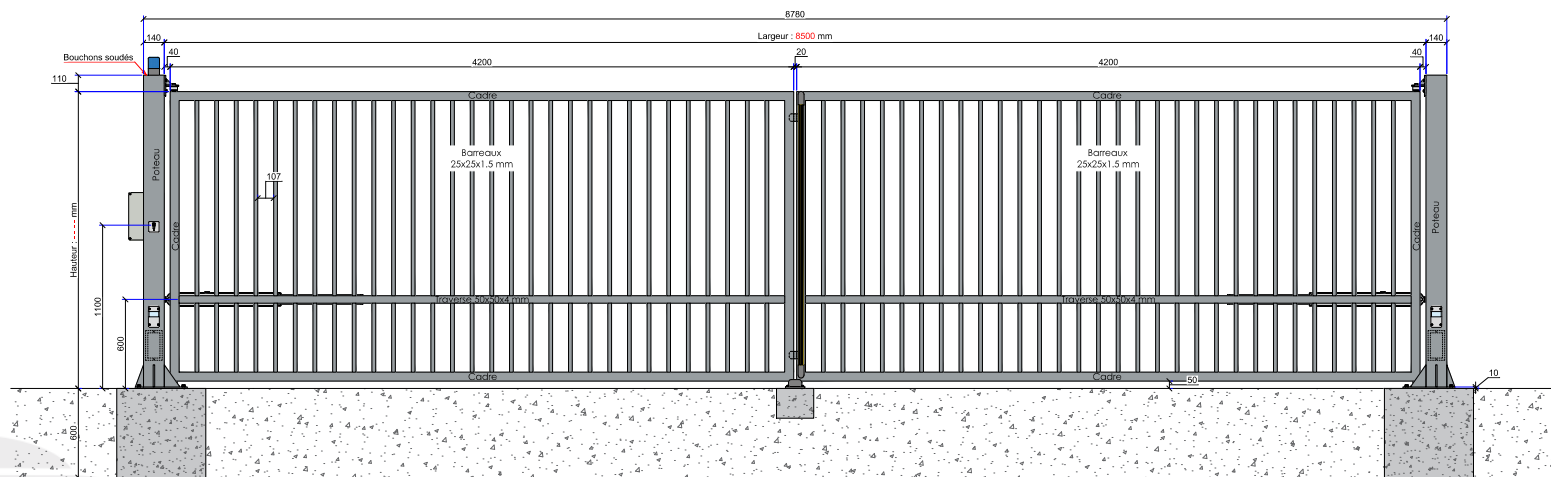 8780
140
Largeur : 8500 mm
140
Bouchons soudés
40
20
40
4200
4200
110
Cadre
Cadre
Barreaux
25x25x1.5 mm
Barreaux
25x25x1.5 mm
Poteau
107
Poteau
Hauteur : ---- mm
Cadre
Cadre
1100
Traverse 50x50x4 mm
Traverse 50x50x4 mm
600
Cadre
Cadre
50
10
600